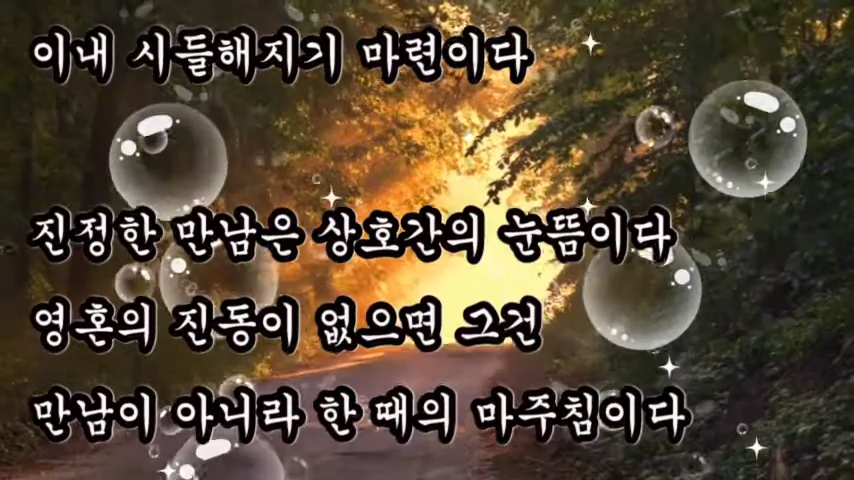 이내 시들해지기 마련이다
진정한 만남은 상호간의 눈뜸이다
영혼의 진동이 없으면 그건
만남이 아니라 한 때의 마주침이다